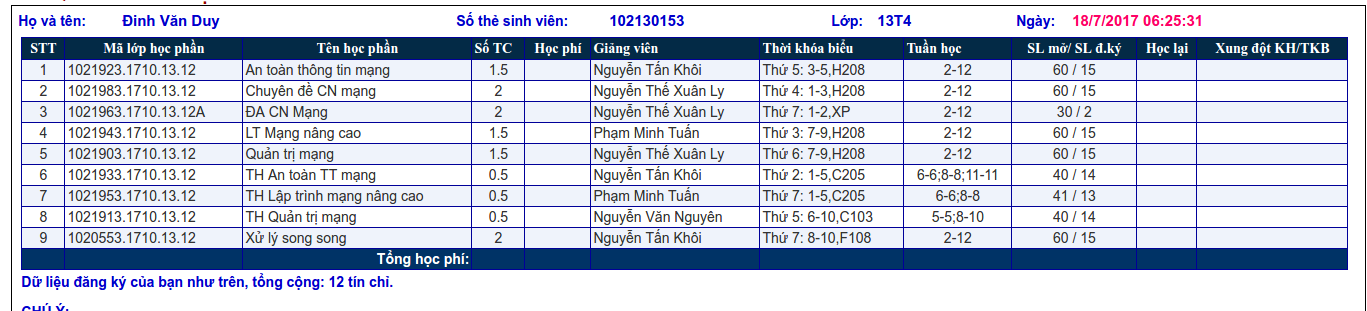 Họ và tên: Đinh Văn Duy Số thẻ sinh viên: 102130153 Lớp: 13T4 Ngày: 18/7/2017 06:25:31
STT Mã lớp học phần Tên học phần Số TC Học phí Giảng viên Thời khóa biểu Tuần học SL mở/ SL đ.ký Học lại Xung đột KH/TKB
1 1021923.1710.13.12 An toàn thông tin mạng 1.5 Nguyễn Tấn Khôi Thứ 5: 3-5,H208 2-12 60 / 15
2 1021983.1710.13.12 Chuyên đề CN mạng 2 Nguyễn Thế Xuân Ly Thứ 4: 1-3,H208 2-12 60 / 15
3 1021963.1710.13.12A ĐA CN Mạng 2 Nguyễn Thế Xuân Ly Thứ 7: 1-2,XP 2-12 30 / 2
4 1021943.1710.13.12 LT Mạng nâng cao 1.5 Phạm Minh Tuấn Thứ 3: 7-9,H208 2-12 60 / 15
5 1021903.1710.13.12 Quản trị mạng 1.5 Nguyễn Thế Xuân Ly Thứ 6: 7-9,H208 2-12 60 / 15
6 1021933.1710.13.12 TH An toàn TT mạng 0.5 Nguyễn Tấn Khôi Thứ 2: 1-5,C205 6-6;8-8;11-11 40 / 14
7 1021953.1710.13.12 TH Lập trình mạng nâng cao 0.5 Phạm Minh Tuấn Thứ 7: 1-5,C205 6-6;8-8 41 / 13
8 1021913.1710.13.12 TH Quản trị mạng 0.5 Nguyễn Văn Nguyên Thứ 5: 6-10,C103 5-5;8-10 40 / 14
9 1020553.1710.13.12 Xử lý song song 2 Nguyễn Tấn Khôi Thứ 7: 8-10,F108 2-12 60 / 15
Tổng học phí:
Dữ liệu đăng ký của bạn như trên, tổng cộng: 12 tín chỉ.
CHÚ Ý: